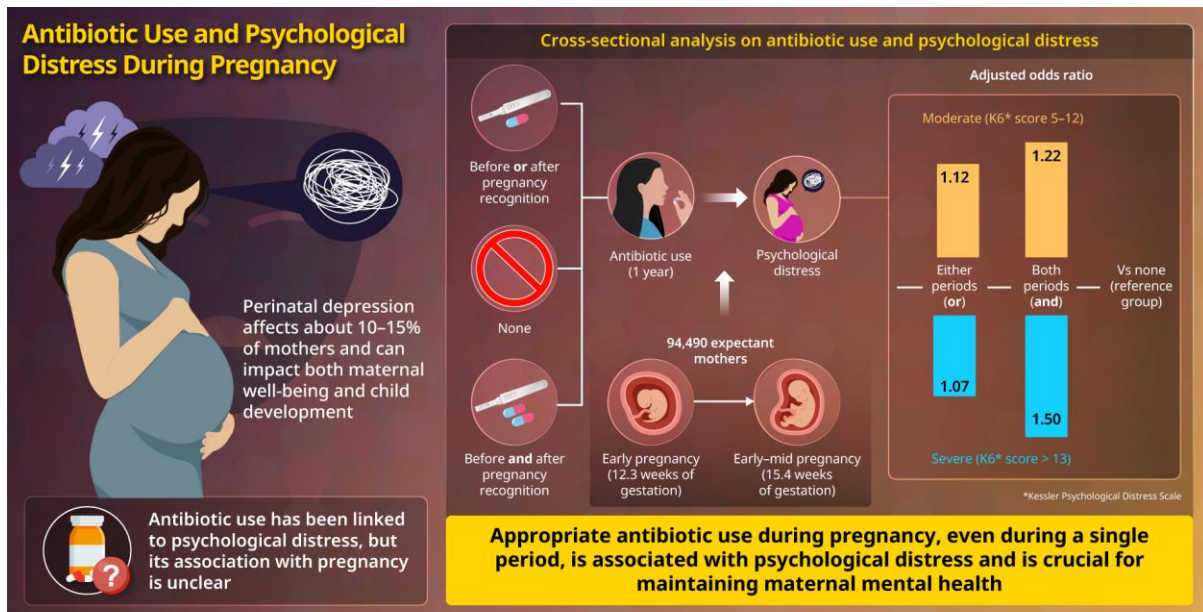 Antibiotic Use and Psychological
Distress During Pregnancy
Perinatal depression
affects about 10–15%
of mothers and can
impact both maternal
well-being and child
development
?
Antibiotic use has been linked
to psychological distress, but
its association with pregnancy
is unclear
Cross-sectional analysis on antibiotic use and psychological distress
Before or after
pregnancy
recognition
None
Before and after
pregnancy
recognition
Antibiotic use
(1 year)
Psychological
distress
94,490 expectant
mothers
Early pregnancy
(12.3 weeks of
gestation)
Early–mid pregnancy
(15.4 weeks
of gestation)
Adjusted odds ratio
Moderate (K6* score 5–12)
1.12
1.22
Either
periods
(or)
Both
periods
(and)
Vs none
(reference
group)
1.07
1.50
Severe (K6* score > 13)
*Kessler Psychological Distress Scale
Appropriate antibiotic use during pregnancy, even during a single
period, is associated with psychological distress and is crucial for
maintaining maternal mental health